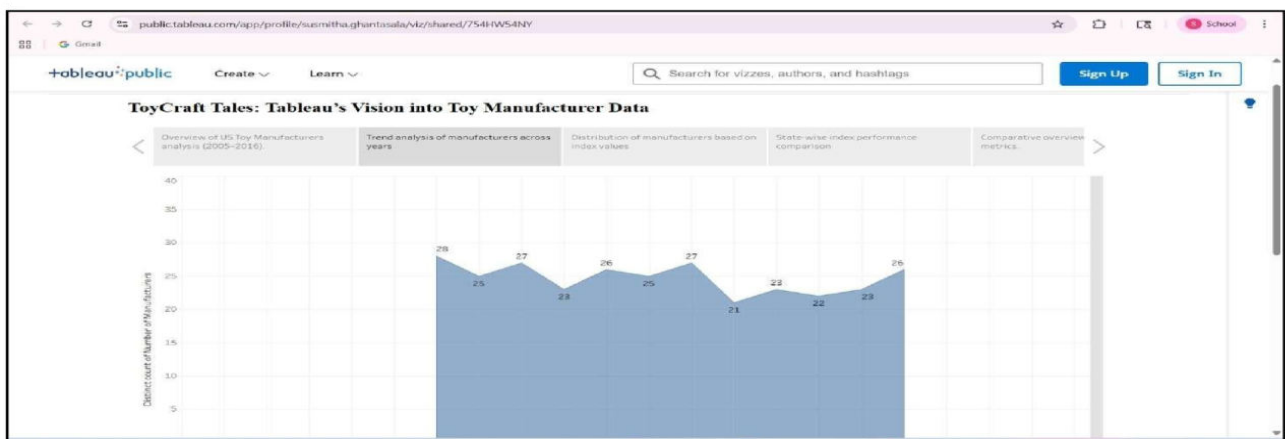 public.tableau.com/app/profile/susmitha.ghantasala/viz/shared/754HW54NY
S School
Gmail
+ableau public Create Learn Search for vizzes, authors, and hashtags Sign Up Sign In
ToyCraft Tales: Tableau's Vision into Toy Manufacturer Data
Overview of US Toy Manufacturers
analysis (2005-2016).
Trend analysis of manufacturers across
years
Distribution of manufacturers based on
index values
State-wise index performance
comparison
Comparative overview
metrics.
Distinct count of Number of Manufacturers
40
35
30
25
20
15
10
5
28
25
27
23
26
25
27
21
23
22
23
26